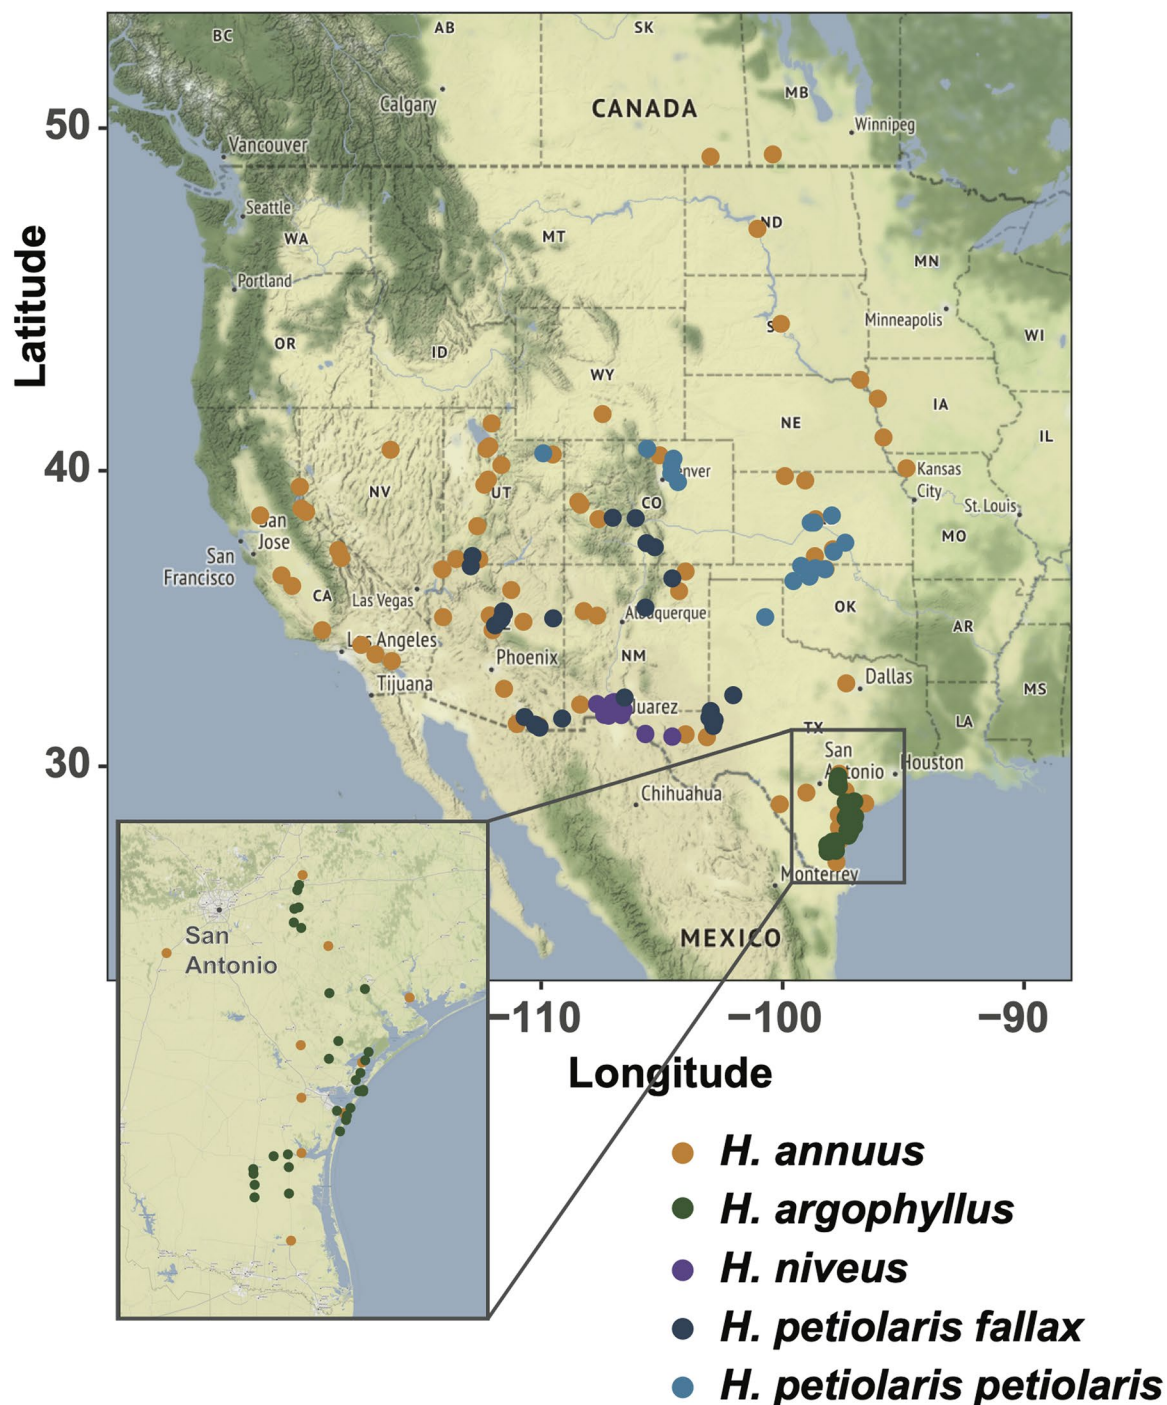 BC
AB
SK
MB
CANADA
Calgary
50
Winnipeg
Vancouver
Seattle
WA
MT
ND
MN
Portland
Latitude
OR
ID
Minneapolis
WI
WY
NE
IA
IL
40
NV
UT
enver
CO
Kansas
City
St. Louis
San
Jose
San
Francisco
MO
CA
Las Vegas
Albuquerque
OK
AR
Los Angeles
Phoenix
NM
Dallas
Tijuana
MS
Juarez
LA
TX
30
San
Antonio
Houston
Chihuahua
Monterrey
MEXICO
San
Antonio
−110
−100
−90
Longitude
H. annuus
H. argophyllus
H. niveus
H. petiolaris fallax
H. petiolaris petiolaris